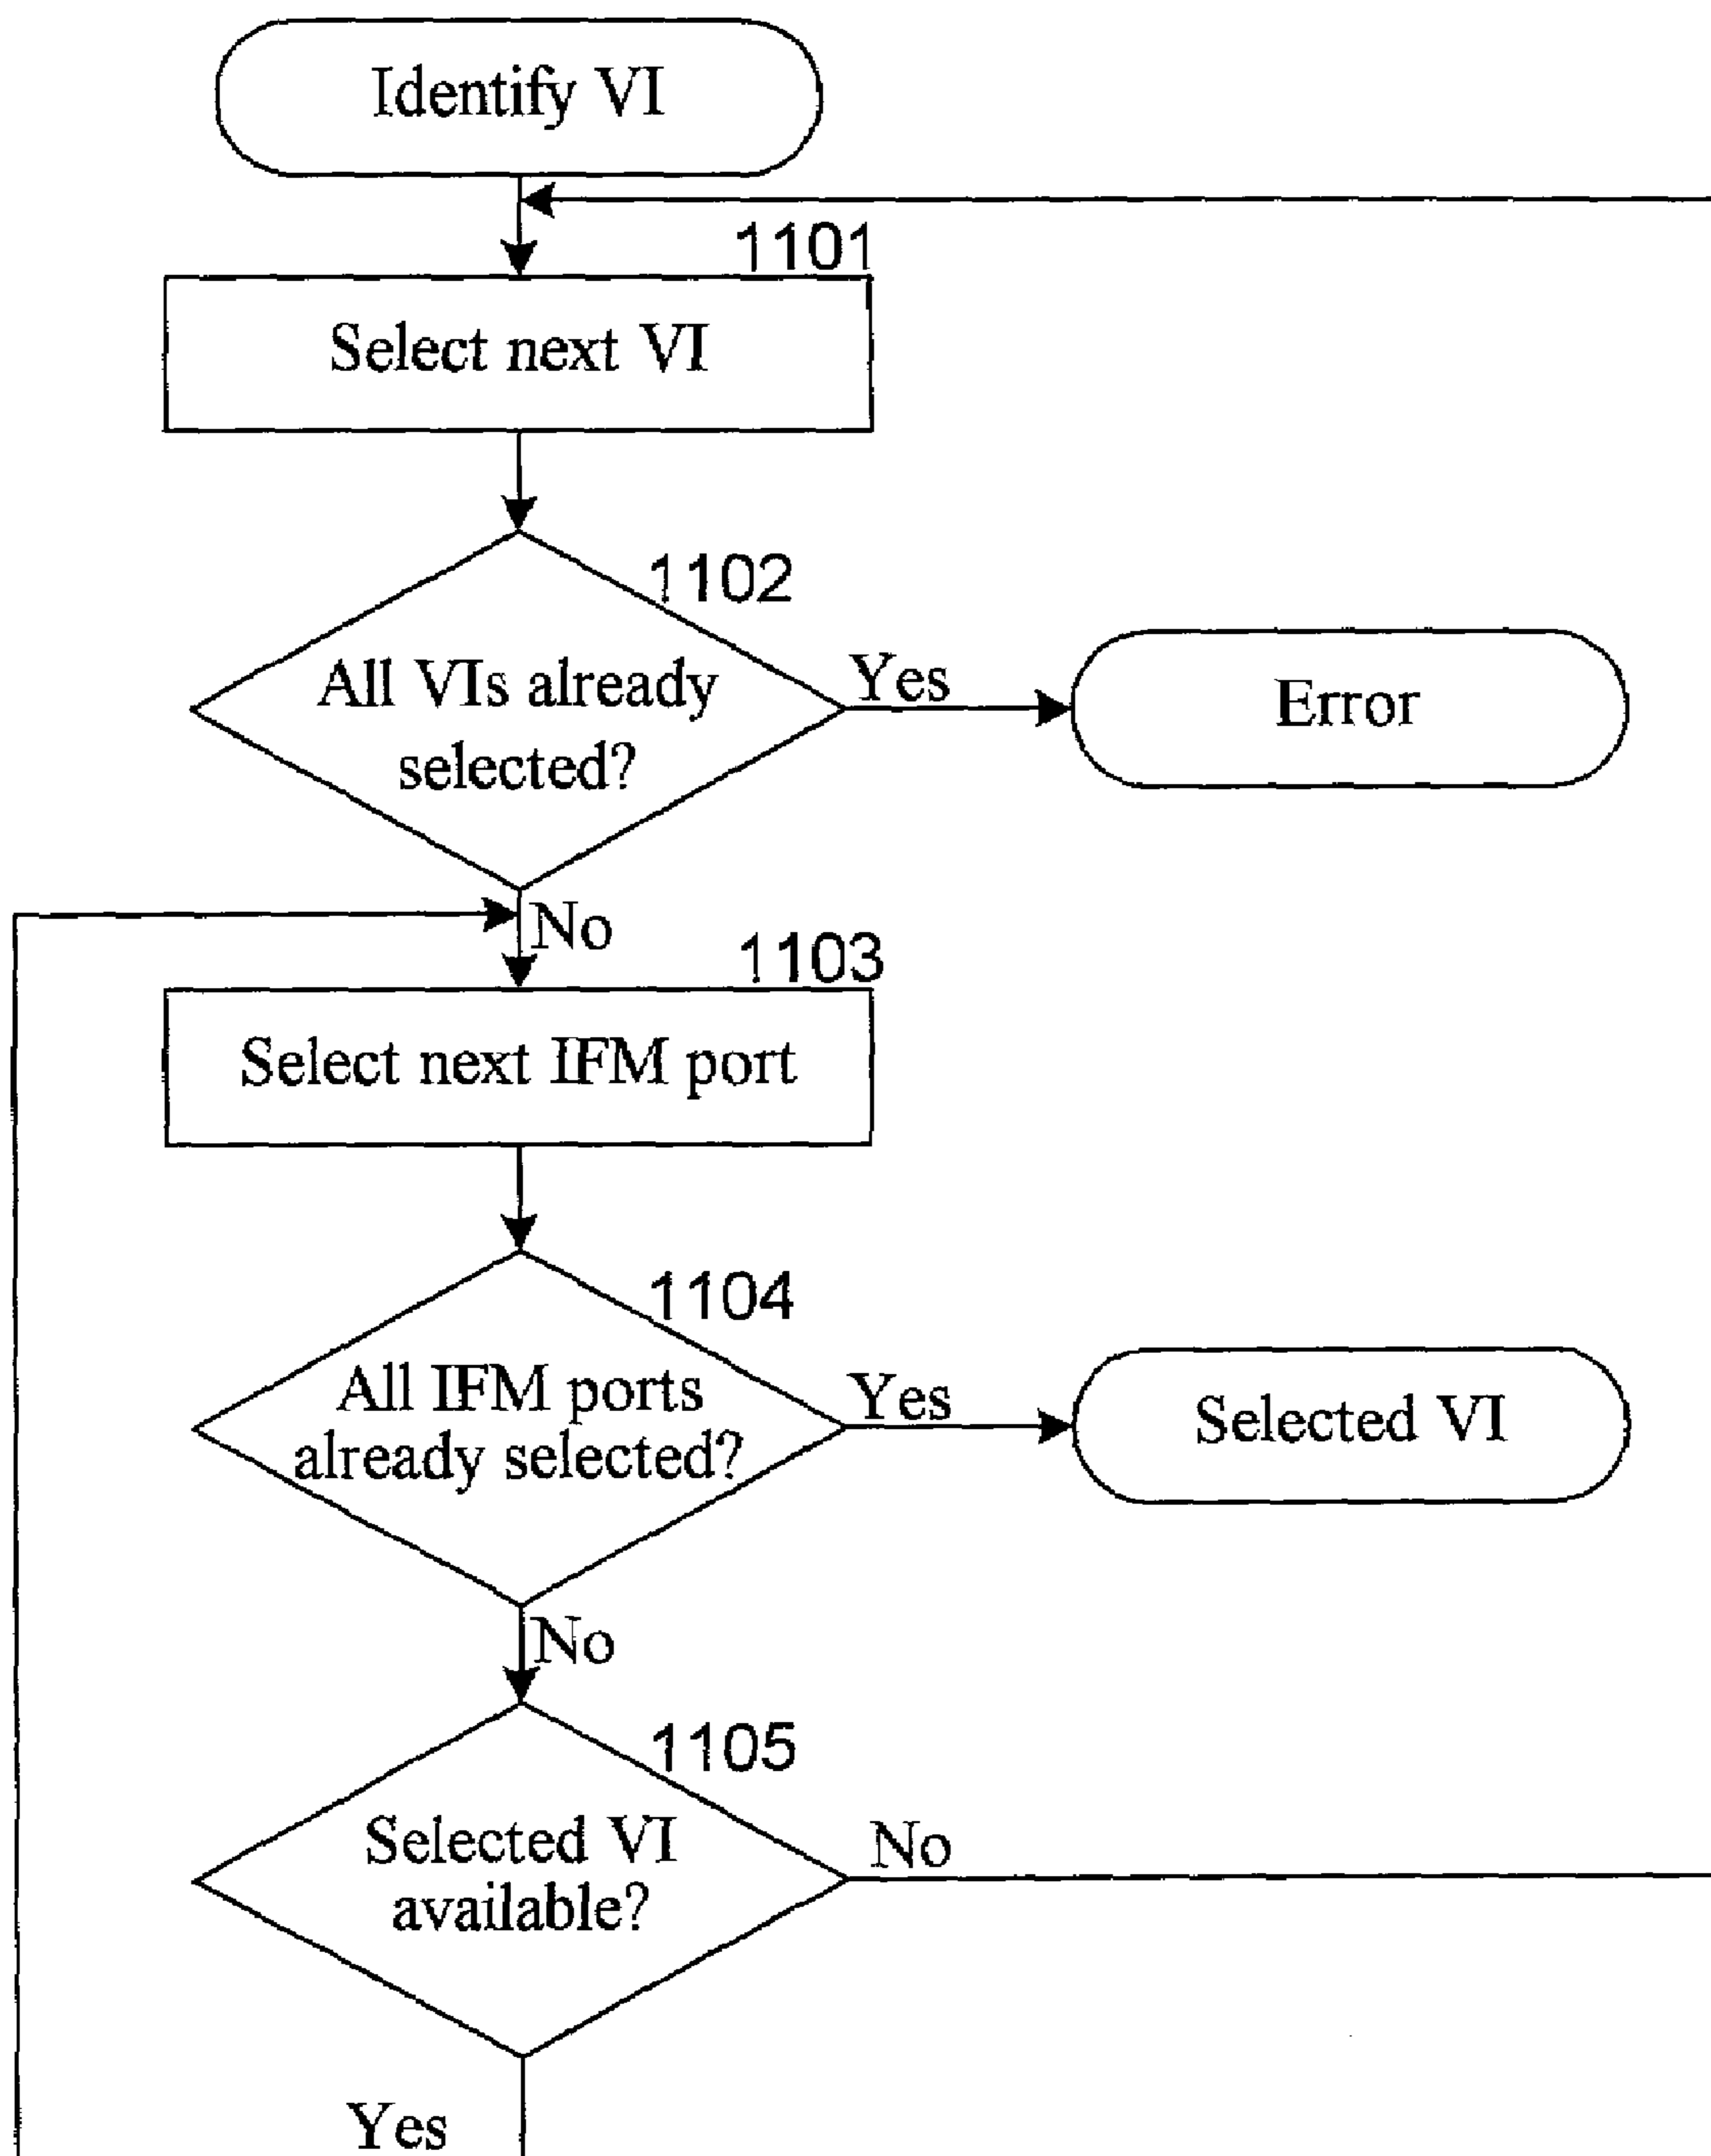 Identify VI
1101
Select next VI
1102
All VIs already
selected?
Yes
Error
No
1103
Select next IFM port
1104
All IFM ports
already selected?
Yes
Selected VI
No
1105
Selected VI
available?
No
Yes